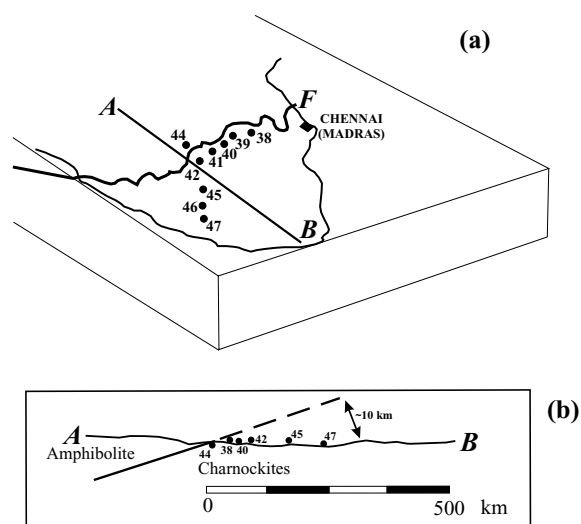 (a)
A
F
CHENNAI
(MADRAS)
44
38
39
40
41
42
45
46
47
B
(b)
~10 km
A
B
Amphibolite
44
38
40
42
45
47
Charnockites
0
500
km